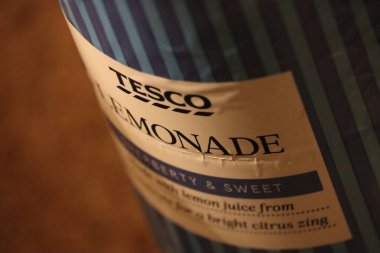 TESCO
LEMONADE
& SWEET
with lemon juice from
for a bright citrus zing